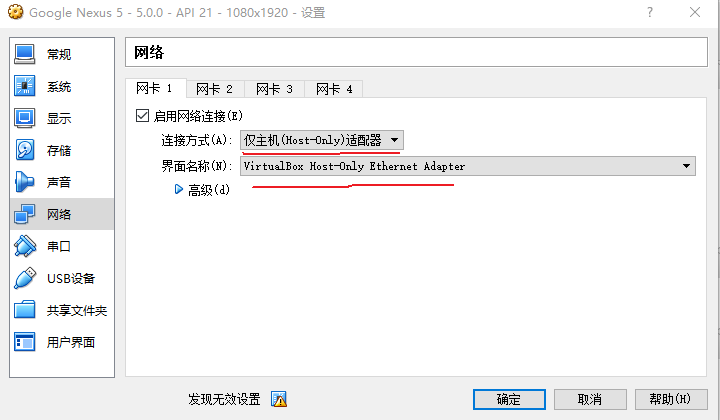 Google Nexus 5 - 5.0.0 - API 21 - 1080x1920 - 设置
常规
系统
显示
存储
声音
网络
串口
USB设备
共享文件夹
用户界面
网络
网卡 1 网卡 2 网卡 3 网卡 4
启用网络连接(E)
连接方式(A): 仅主机(Host-Only)适配器
界面名称(N): VirtualBox Host-Only Ethernet Adapter
高级(d)
发现无效设置
确定 取消 帮助(H)